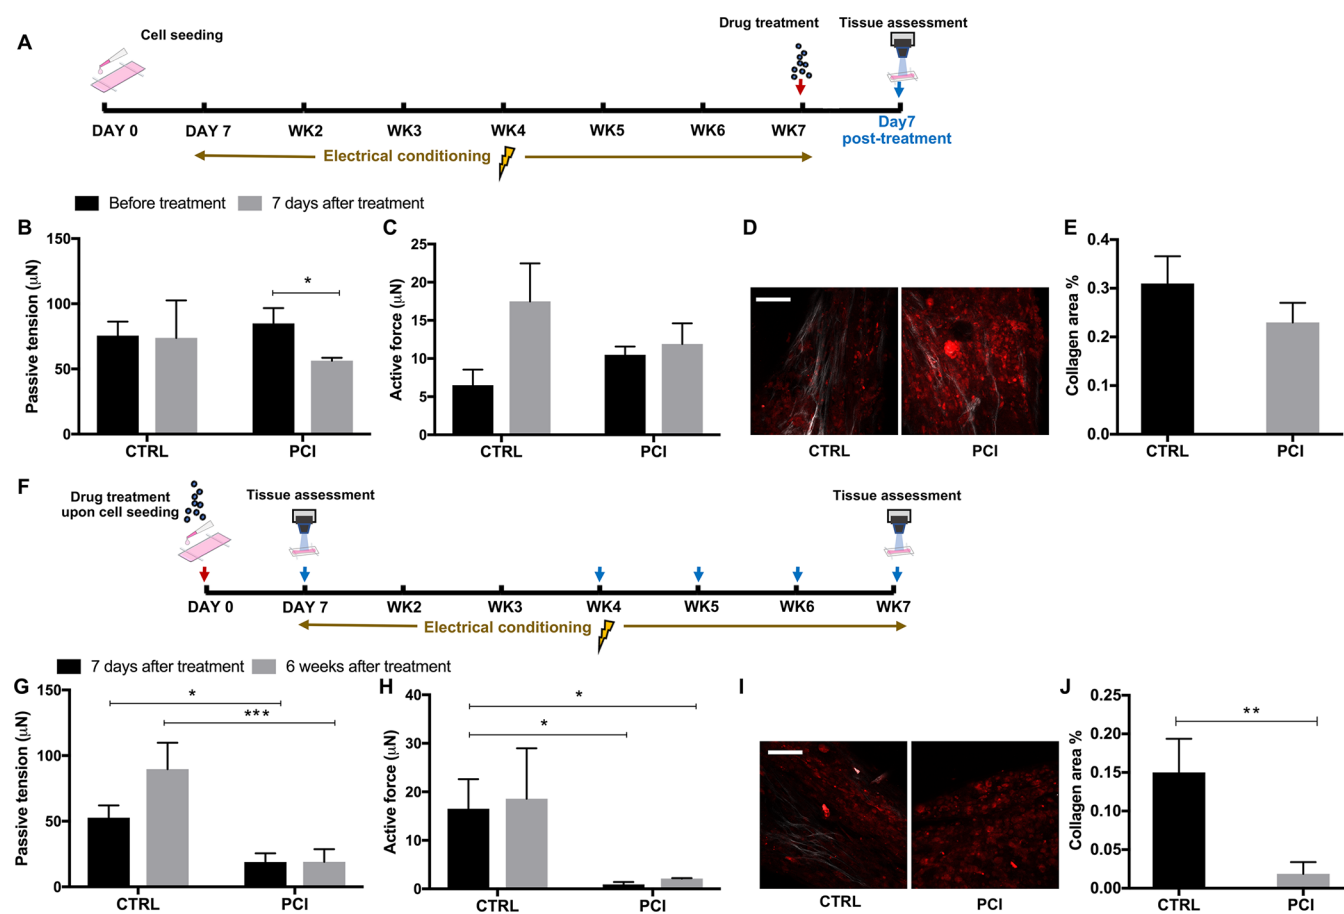 A
Cell seeding
Drug treatment
Tissue assessment
DAY 0
DAY 7
WK2
WK3
WK4
WK5
WK6
WK7
Day7
post-treatment
Electrical conditioning
Before treatment
7 days after treatment
B
Passive tension (μN)
150
100
50
0
*
CTRL
PCI
C
Active force (μN)
25
20
15
10
5
0
CTRL
PCI
D
CTRL
PCI
E
Collagen area %
0.4
0.3
0.2
0.1
0.0
CTRL
PCI
F
Drug treatment
upon cell seeding
Tissue assessment
Tissue assessment
DAY 0
DAY 7
WK2
WK3
WK4
WK5
WK6
WK7
Electrical conditioning
7 days after treatment
6 weeks after treatment
G
Passive tension (μN)
150
100
50
0
*
***
CTRL
PCI
H
Active force (μN)
40
30
20
10
0
*
*
CTRL
PCI
I
CTRL
PCI
J
Collagen area %
0.25
0.20
0.15
0.10
0.05
0.00
**
CTRL
PCI